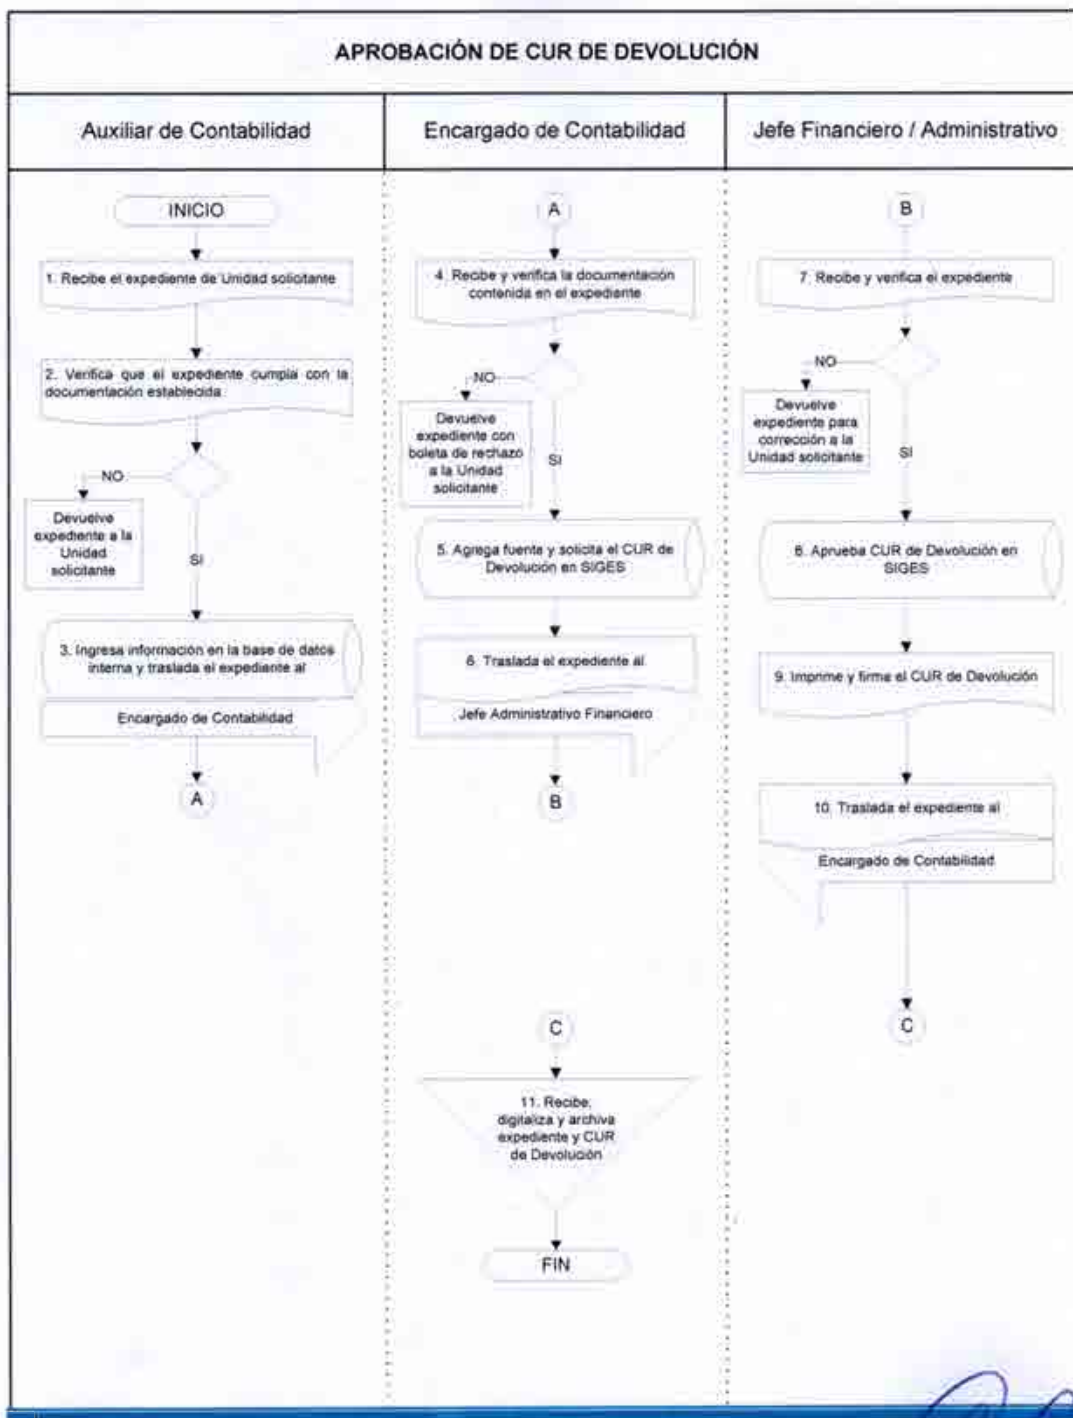 APROBACIÓN DE CUR DE DEVOLUCIÓN
Auxiliar de Contabilidad
Encargado de Contabilidad
Jefe Financiero / Administrativo
INICIO
1. Recibe el expediente de Unidad solicitante
2. Verifica que el expediente cumpla con la
documentación establecida
NO
Devuelve
expediente a la
Unidad
solicitante
SI
3. Ingresa información en la base de datos
interna y traslada el expediente al
Encargado de Contabilidad
A
A
4. Recibe y verifica la documentación
contenida en el expediente
NO
Devuelve
expediente con
boleta de rechazo
a la Unidad
solicitante
SI
5. Agrega fuente y solicita el CUR de
Devolución en SIGES
6. Traslada el expediente al
Jefe Administrativo Financiero
B
C
11. Recibe,
digitaliza y archiva
expediente y CUR
de Devolución
FIN
B
7. Recibe y verifica el expediente
NO
Devuelve
expediente para
corrección a la
Unidad solicitante
SI
8. Aprueba CUR de Devolución en
SIGES
9. Imprime y firma el CUR de Devolución
10. Traslada el expediente al
Encargado de Contabilidad
C